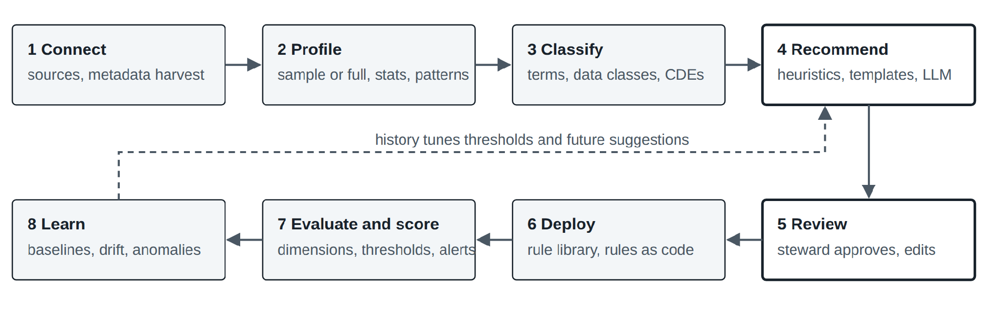 1 Connect
sources, metadata harvest
2 Profile
sample or full, stats, patterns
3 Classify
terms, data classes, CDEs
4 Recommend
heuristics, templates, LLM
history tunes thresholds and future suggestions
8 Learn
baselines, drift, anomalies
7 Evaluate and score
dimensions, thresholds, alerts
6 Deploy
rule library, rules as code
5 Review
steward approves, edits